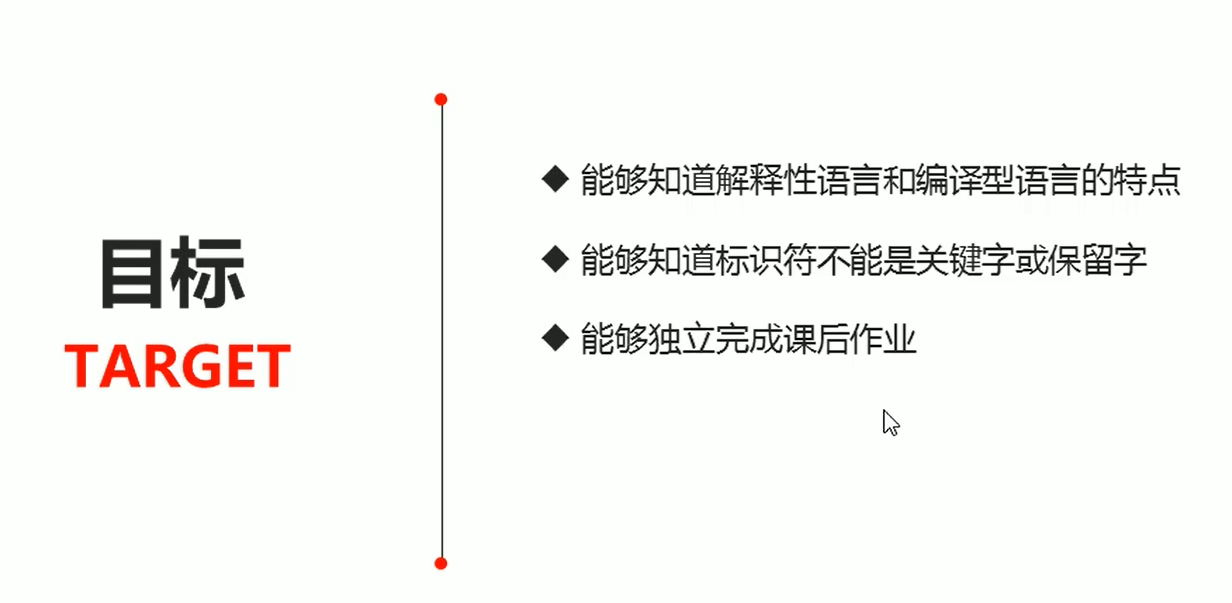 目标
TARGET
◆ 能够知道解释性语言和编译型语言的特点
◆ 能够知道标识符不能是关键字或保留字
◆ 能够独立完成课后作业